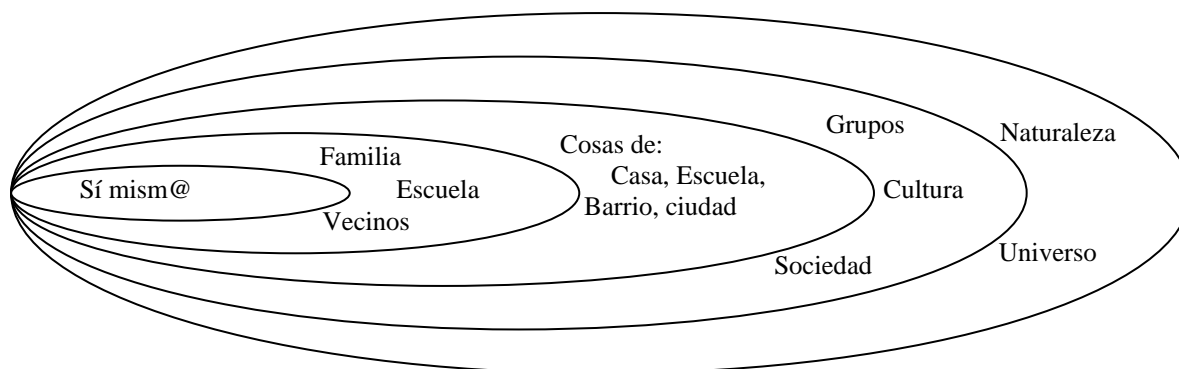 Sí mism@
Familia
Escuela
Vecinos
Cosas de:
Casa, Escuela,
Barrio, ciudad
Grupos
Cultura
Sociedad
Naturaleza
Universo